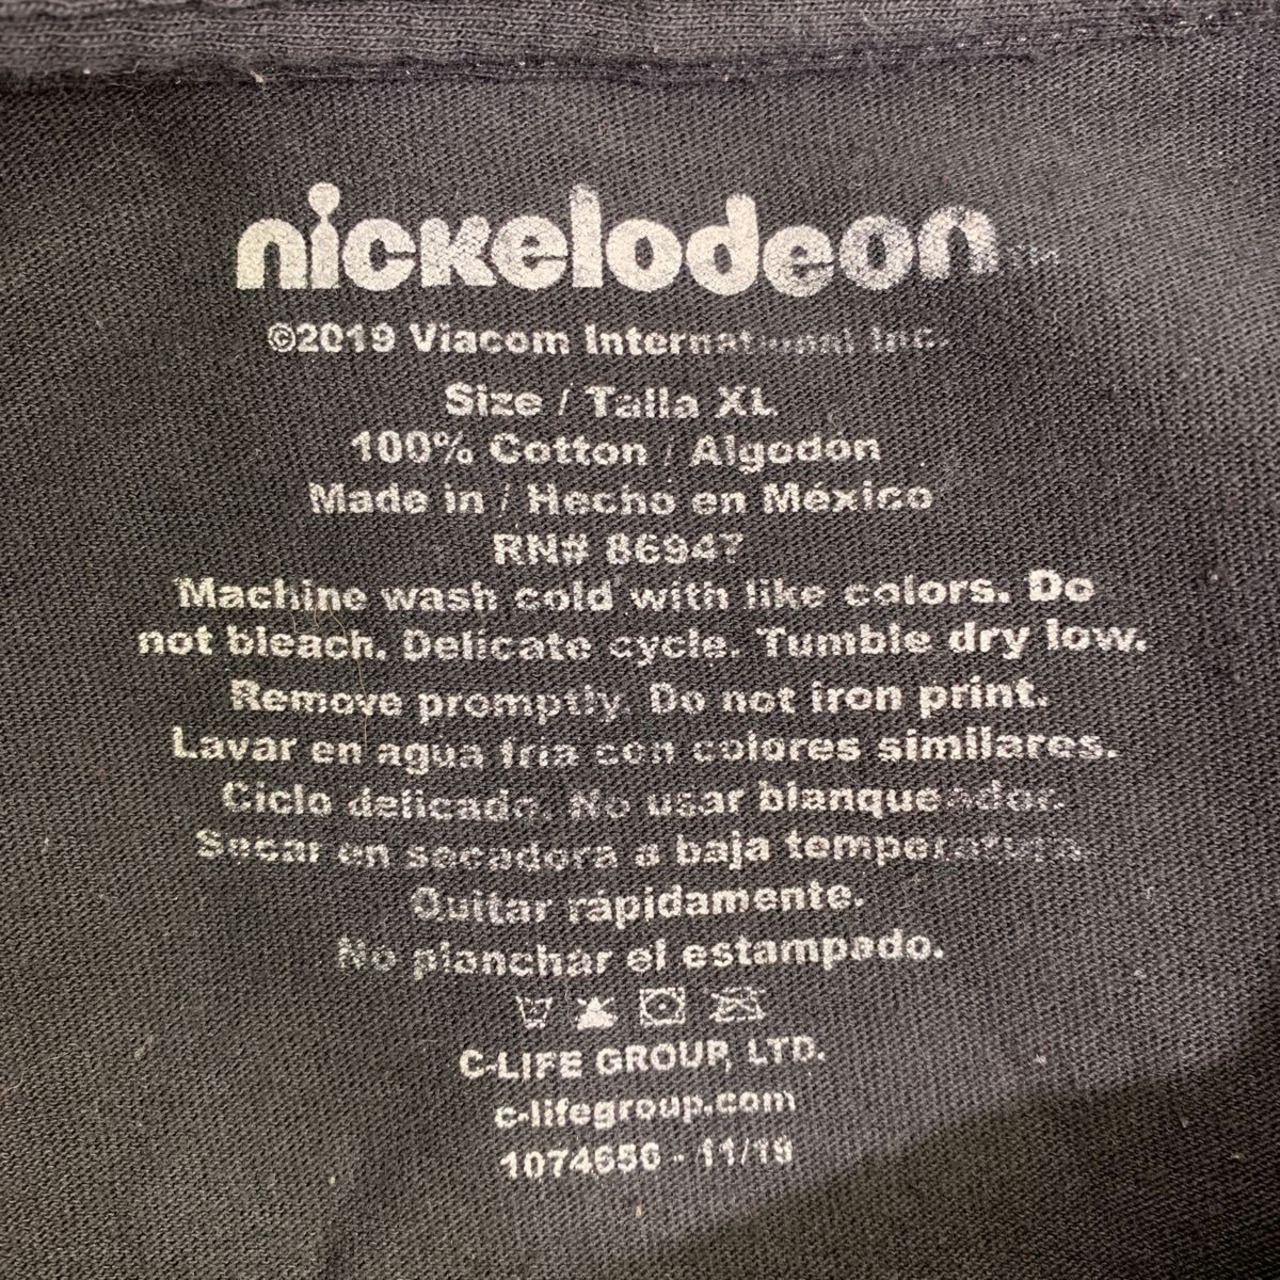 nickelodeon™
©2019 Viacom International Inc.
Size / Talla XL
100% Cotton / Algodón
Made in / Hecho en México
RN# 86947
Machine wash cold with like colors. Do
not bleach. Delicate cycle. Tumble dry low.
Remove promptly. Do not iron print.
Lavar en agua fria con colores similares.
Ciclo delicado. No usar blanqueador.
Secar en secadora a baja temperatura.
Quitar rápidamente.
No planchar el estampado.
C-LIFE GROUP, LTD.
c-lifegroup.com
1074656 - 11/19